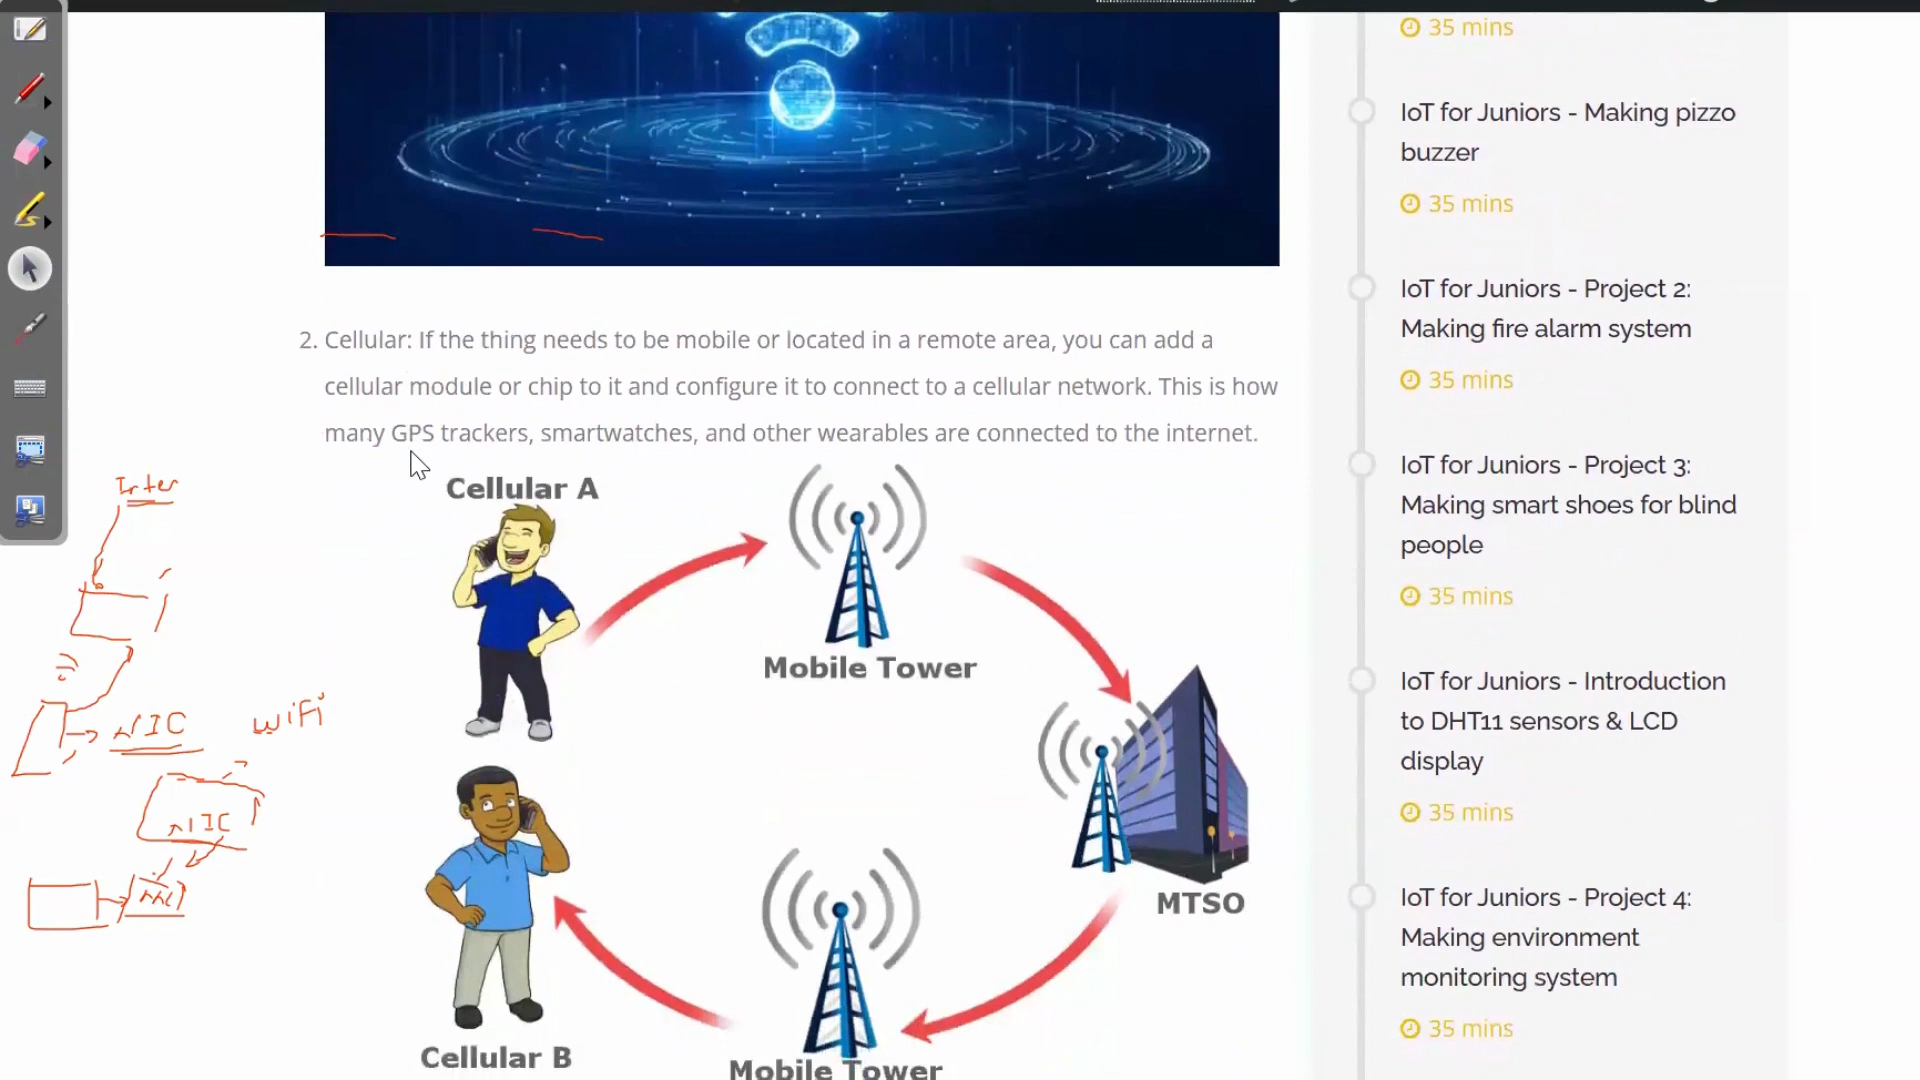 2. Cellular: If the thing needs to be mobile or located in a remote area, you can add a
cellular module or chip to it and configure it to connect to a cellular network. This is how
many GPS trackers, smartwatches, and other wearables are connected to the internet.
Cellular A
Mobile Tower
MTSO
Cellular B
Mobile Tower
Inter
NIC
WiFi
NIC
35 mins
IoT for Juniors - Making pizzo
buzzer
35 mins
IoT for Juniors - Project 2:
Making fire alarm system
35 mins
IoT for Juniors - Project 3:
Making smart shoes for blind
people
35 mins
IoT for Juniors - Introduction
to DHT11 sensors & LCD
display
35 mins
IoT for Juniors - Project 4:
Making environment
monitoring system
35 mins